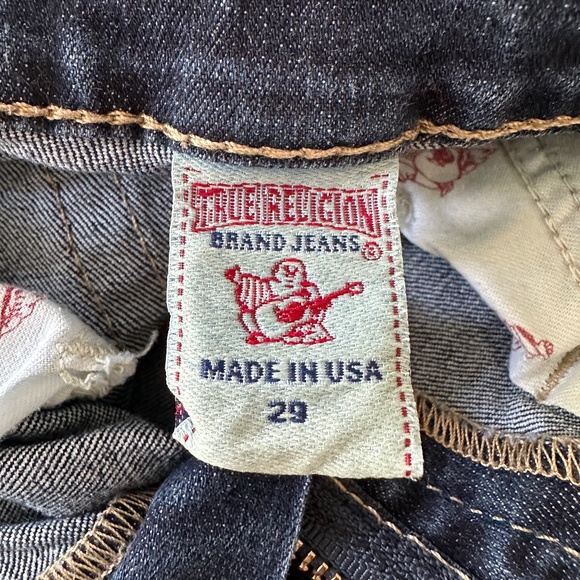 TRUE RELIGION
BRAND JEANS®
MADE IN USA
29